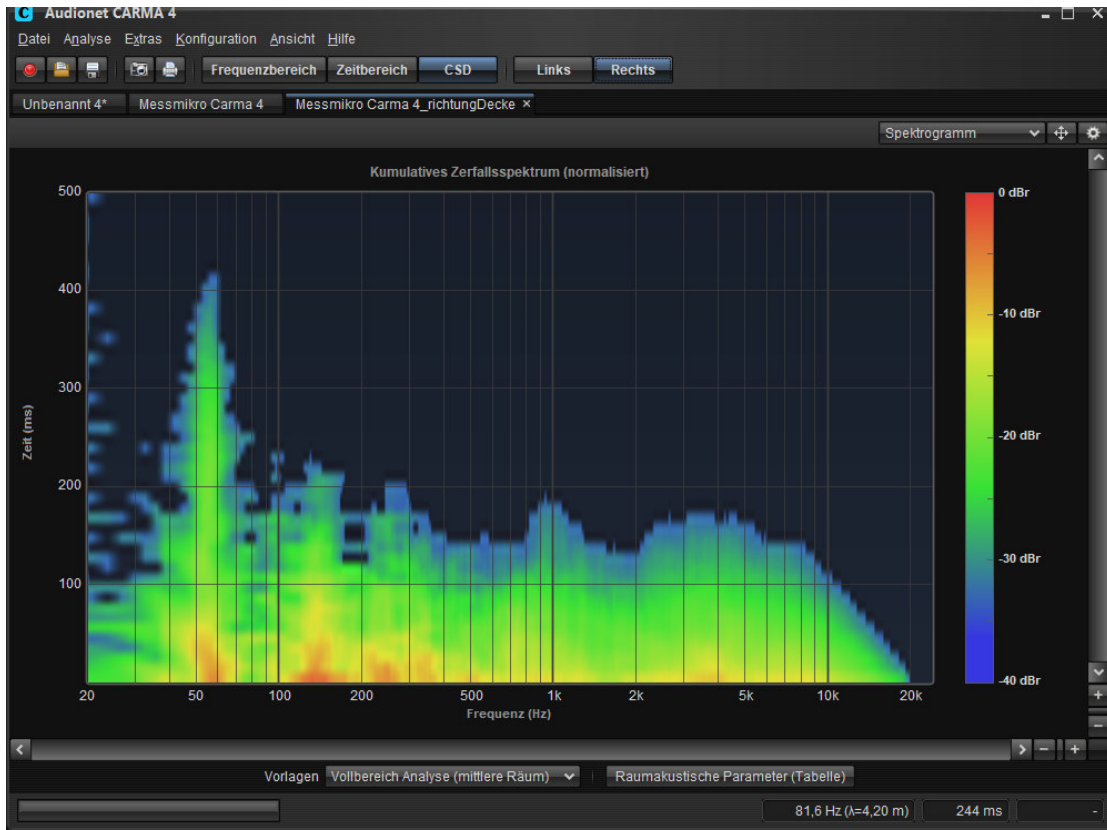 Audionet CARMA 4
Datei Analyse Extras Konfiguration Ansicht Hilfe
Frequenzbereich Zeitbereich CSD Links Rechts
Unbenannt 4* Messmikro Carma 4 Messmikro Carma 4_richtungDecke ×
Spektrogramm
Kumulatives Zerfallsspektrum (normalisiert)
500
400
300
200
100
Zeit (ms)
0 dBr
-10 dBr
-20 dBr
-30 dBr
-40 dBr
20 50 100 200 500 1k 2k 5k 10k 20k
Frequenz (Hz)
Vorlagen Vollbereich Analyse (mittlere Räum) Raumakustische Parameter (Tabelle)
81,6 Hz (λ=4,20 m) 244 ms -